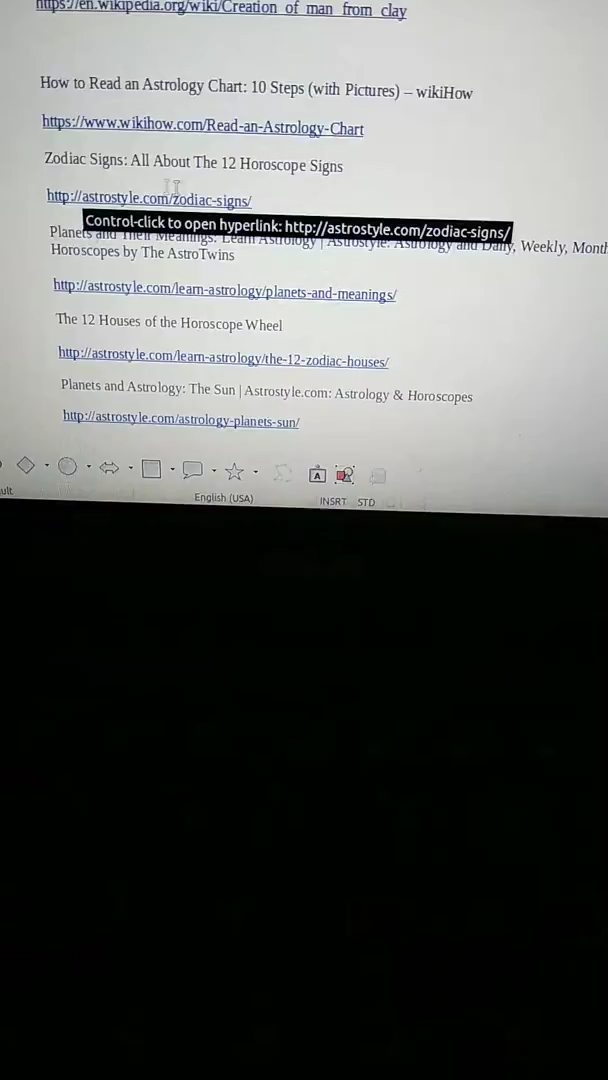 https://en.wikipedia.org/wiki/Creation_of_man_from_clay
How to Read an Astrology Chart: 10 Steps (with Pictures) – wikiHow
https://www.wikihow.com/Read-an-Astrology-Chart
Zodiac Signs: All About The 12 Horoscope Signs
http://astrostyle.com/zodiac-signs/
Control-click to open hyperlink: http://astrostyle.com/zodiac-signs/
Planets and Their Meanings: Learn Astrology | Astrostyle: Astrology and Daily, Weekly, Month
Horoscopes by The AstroTwins
http://astrostyle.com/learn-astrology/planets-and-meanings/
The 12 Houses of the Horoscope Wheel
http://astrostyle.com/learn-astrology/the-12-zodiac-houses/
Planets and Astrology: The Sun | Astrostyle.com: Astrology & Horoscopes
http://astrostyle.com/astrology-planets-sun/
A
ult
English (USA)
INSRT STD